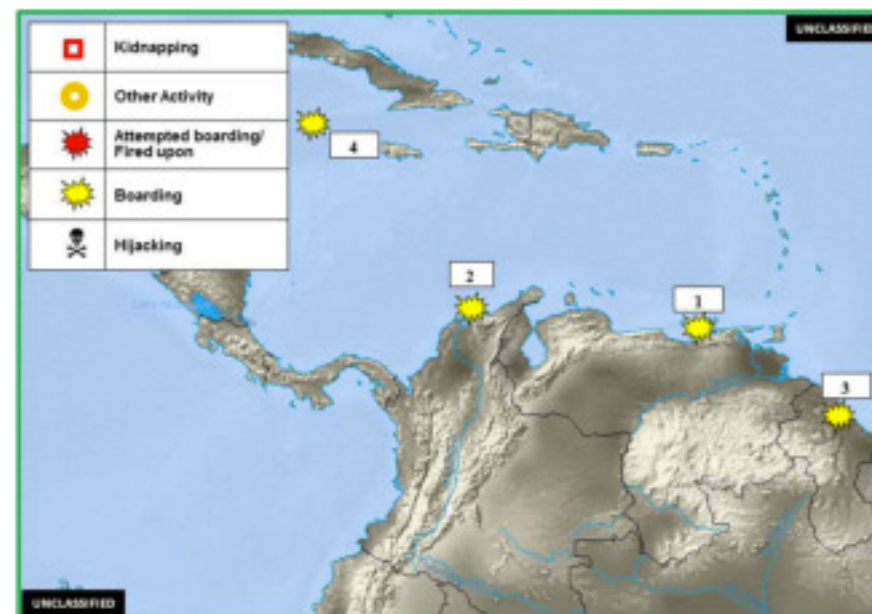 UNCLASSIFIED
Kidnapping
Other Activity
Attempted boarding/
Fired upon
Boarding
Hijacking
4
2
1
3
UNCLASSIFIED